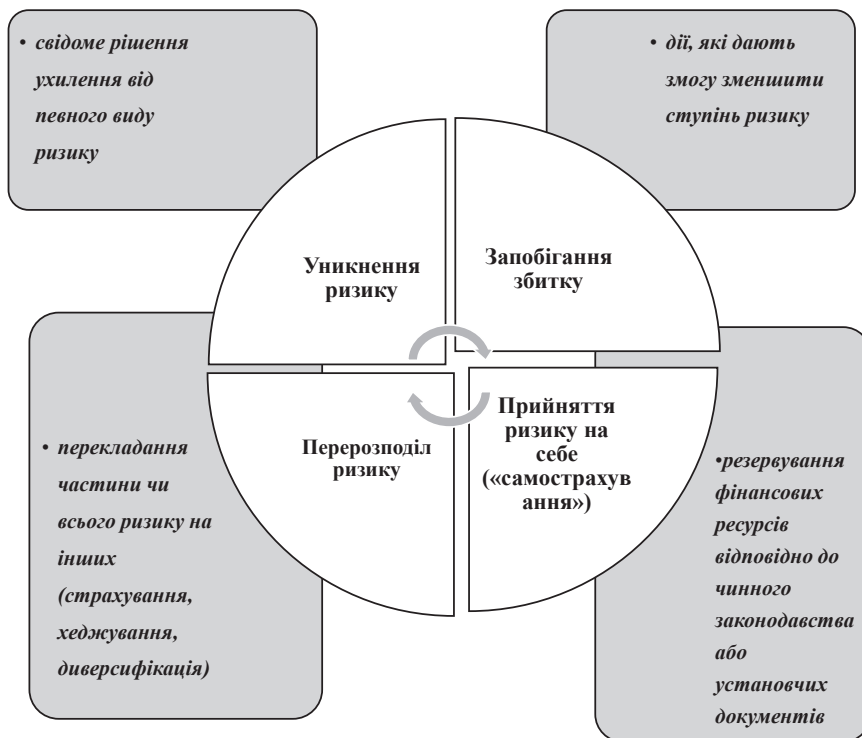 • свідоме рішення
ухилення від
певного виду
ризику
• дії, які дають
змогу зменшити
ступінь ризику
Уникнення
ризику
Запобігання
збитку
Перерозподіл
ризику
Прийняття
ризику на
себе
(«самострахув
ання»)
• перекладання
частини чи
всього ризику на
інших
(страхування,
хеджування,
диверсифікація)
•резервування
фінансових
ресурсів
відповідно до
чинного
законодавства
або
установчих
документів